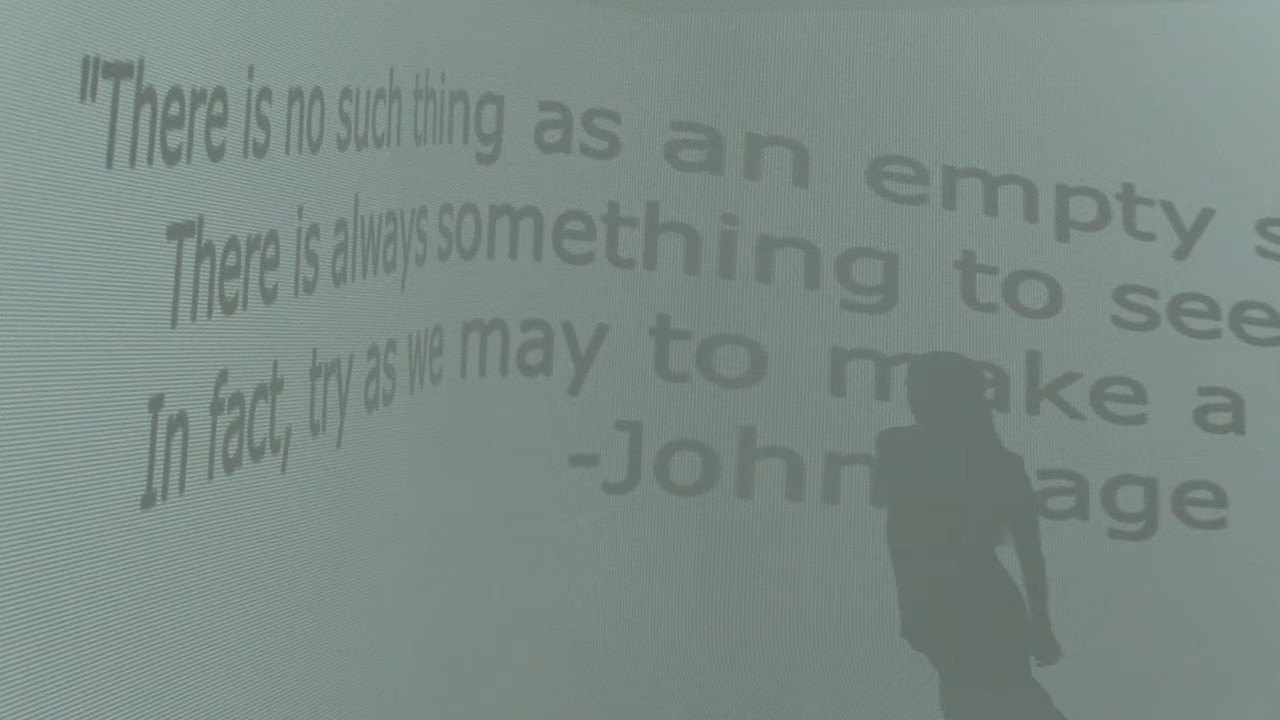 "There is no such thing as an empty s
There is always something to see
In fact, try as we may to make a
-John age